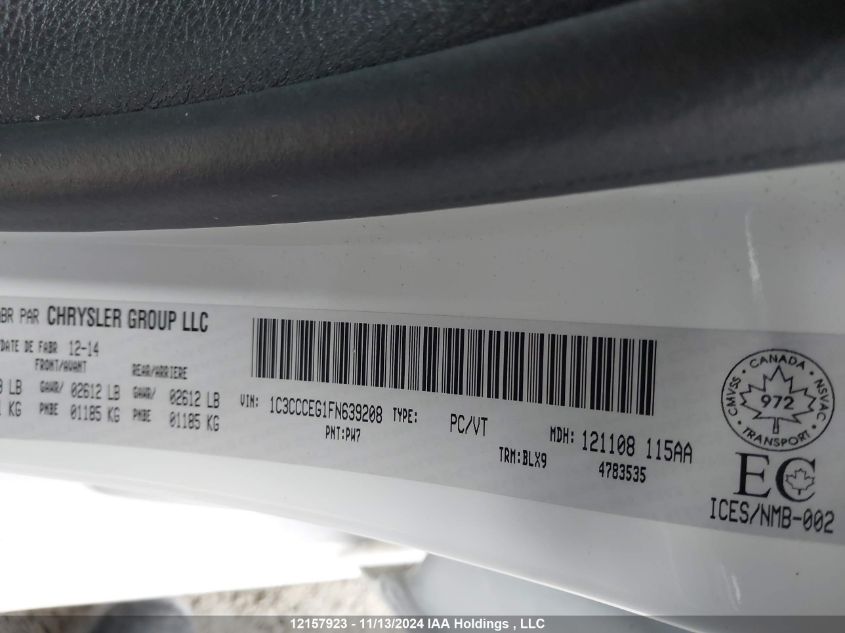 BR PAR CHRYSLER GROUP LLC
DATE DE FABR 12-14
FRONT/AVANT REAR/ARRIERE
LB GAWR/ 02612 LB GAWR/ 02612 LB
KG PNBE 01185 KG PNBE 01185 KG
VIN: 1C3CCCEG1FN639208 TYPE: PC/VT MDH: 121108 115AA
PNT:PW7 TRM:BLX9 4783535
CANADA
CMVSS NSVAC
972
TRANSPORT
EC
ICES/NMB-002
12157923 - 11/13/2024 IAA Holdings , LLC